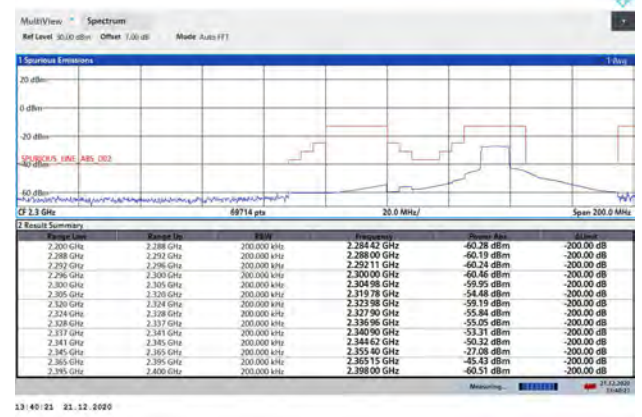 MultiView Spectrum
Ref Level 30.00 dBm Offset 7.00 dB Mode Auto FFT
1 Spurious Emissions 1 Avg
20 dBm
0 dBm
-20 dBm
SPURIOUS_LINE_ABS_002
-40 dBm
-60 dBm
CF 2.3 GHz 69714 pts 20.0 MHz/ Span 200.0 MHz
2 Result Summary
Range Low Range Up RBW Frequency Power Abs ΔLimit
2.200 GHz 2.288 GHz 200.000 kHz 2.28442 GHz -60.28 dBm -200.00 dB
2.288 GHz 2.292 GHz 200.000 kHz 2.28800 GHz -60.19 dBm -200.00 dB
2.292 GHz 2.296 GHz 200.000 kHz 2.29211 GHz -60.24 dBm -200.00 dB
2.296 GHz 2.300 GHz 200.000 kHz 2.30000 GHz -60.46 dBm -200.00 dB
2.300 GHz 2.305 GHz 200.000 kHz 2.30498 GHz -59.95 dBm -200.00 dB
2.305 GHz 2.320 GHz 200.000 kHz 2.31978 GHz -54.48 dBm -200.00 dB
2.320 GHz 2.324 GHz 200.000 kHz 2.32398 GHz -59.19 dBm -200.00 dB
2.324 GHz 2.328 GHz 200.000 kHz 2.32790 GHz -55.84 dBm -200.00 dB
2.328 GHz 2.337 GHz 200.000 kHz 2.33696 GHz -55.05 dBm -200.00 dB
2.337 GHz 2.341 GHz 200.000 kHz 2.34090 GHz -53.31 dBm -200.00 dB
2.341 GHz 2.345 GHz 200.000 kHz 2.34462 GHz -50.32 dBm -200.00 dB
2.345 GHz 2.365 GHz 200.000 kHz 2.35540 GHz -27.08 dBm -200.00 dB
2.365 GHz 2.395 GHz 200.000 kHz 2.36515 GHz -45.43 dBm -200.00 dB
2.395 GHz 2.400 GHz 200.000 kHz 2.39800 GHz -60.51 dBm -200.00 dB
Measuring... 21.12.2020
13:40:21
13:40:21 21.12.2020